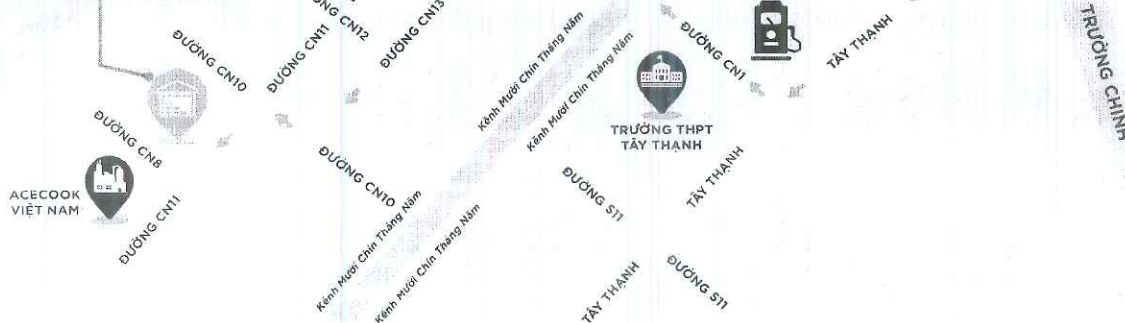 ĐƯỜNG CN12
ĐƯỜNG CN13
ĐƯỜNG CN10
ĐƯỜNG CN11
Kênh Mười Chín Tháng Năm
Kênh Mười Chín Tháng Năm
ĐƯỜNG CN1
TÂY THẠNH
TRƯỜNG CHINH
TRƯỜNG THPT
TÂY THẠNH
ĐƯỜNG CN8
ACECOOK
VIỆT NAM
ĐƯỜNG CN11
ĐƯỜNG CN10
ĐƯỜNG S11
TÂY THẠNH
Kênh Mười Chín Tháng Năm
Kênh Mười Chín Tháng Năm
TÂY THẠNH
ĐƯỜNG S11